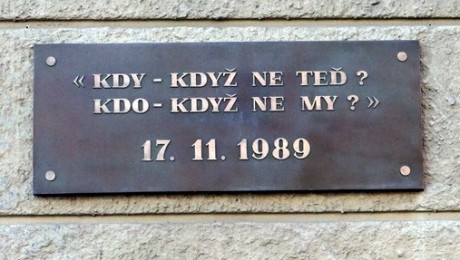 « KDY - KDYŽ NE TEĎ ?
KDO - KDYŽ NE MY ? »
17. 11. 1989